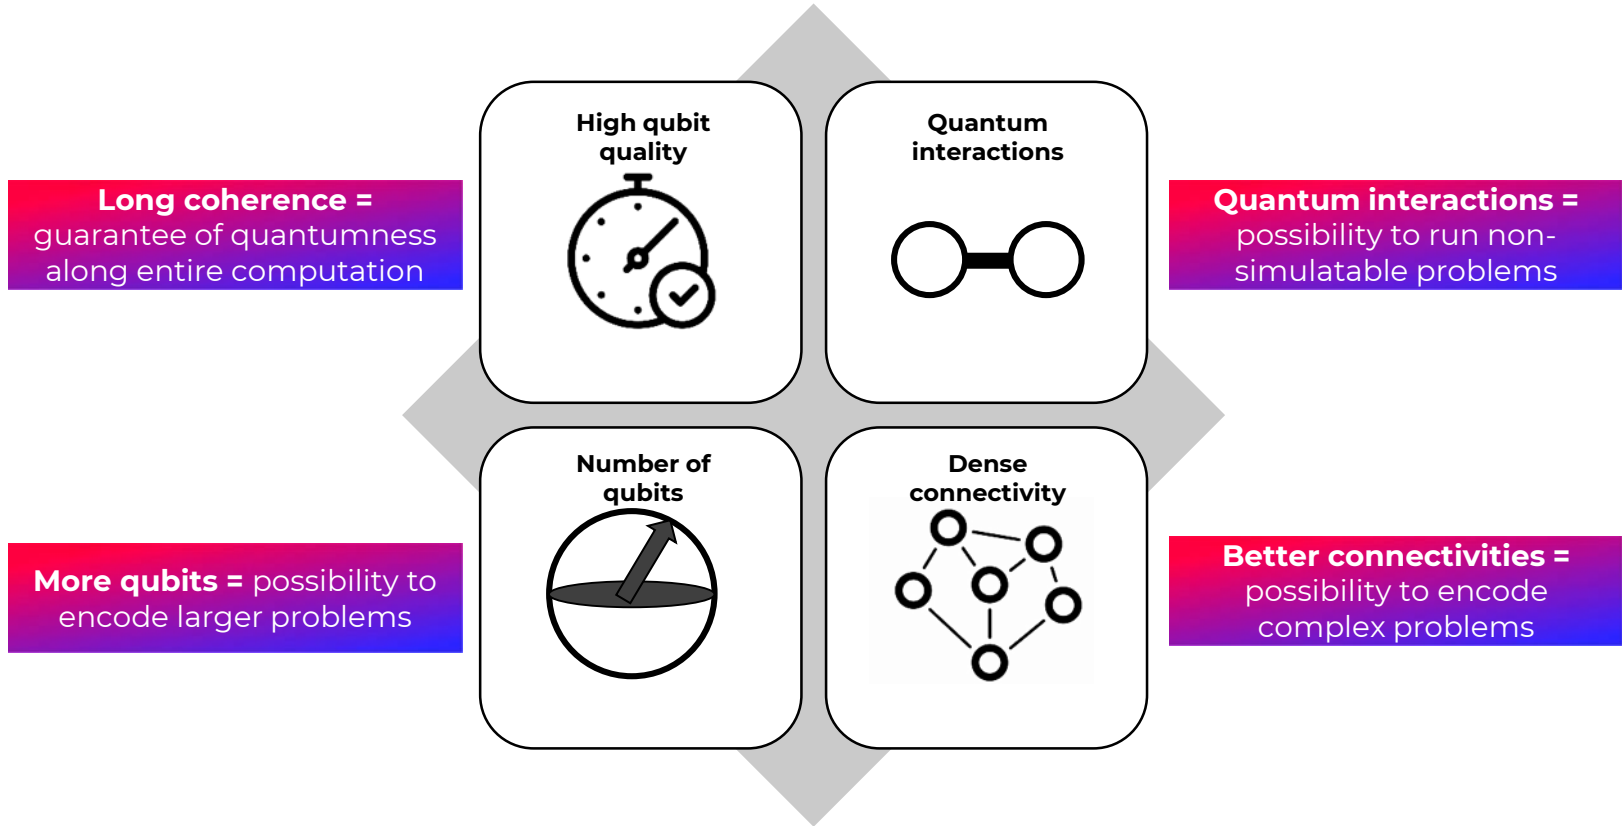 High qubit
quality
Quantum
interactions
Long coherence =
guarantee of quantumness
along entire computation
Quantum interactions =
possibility to run non-
simulatable problems
Number of
qubits
Dense
connectivity
More qubits = possibility to
encode larger problems
Better connectivities =
possibility to encode
complex problems